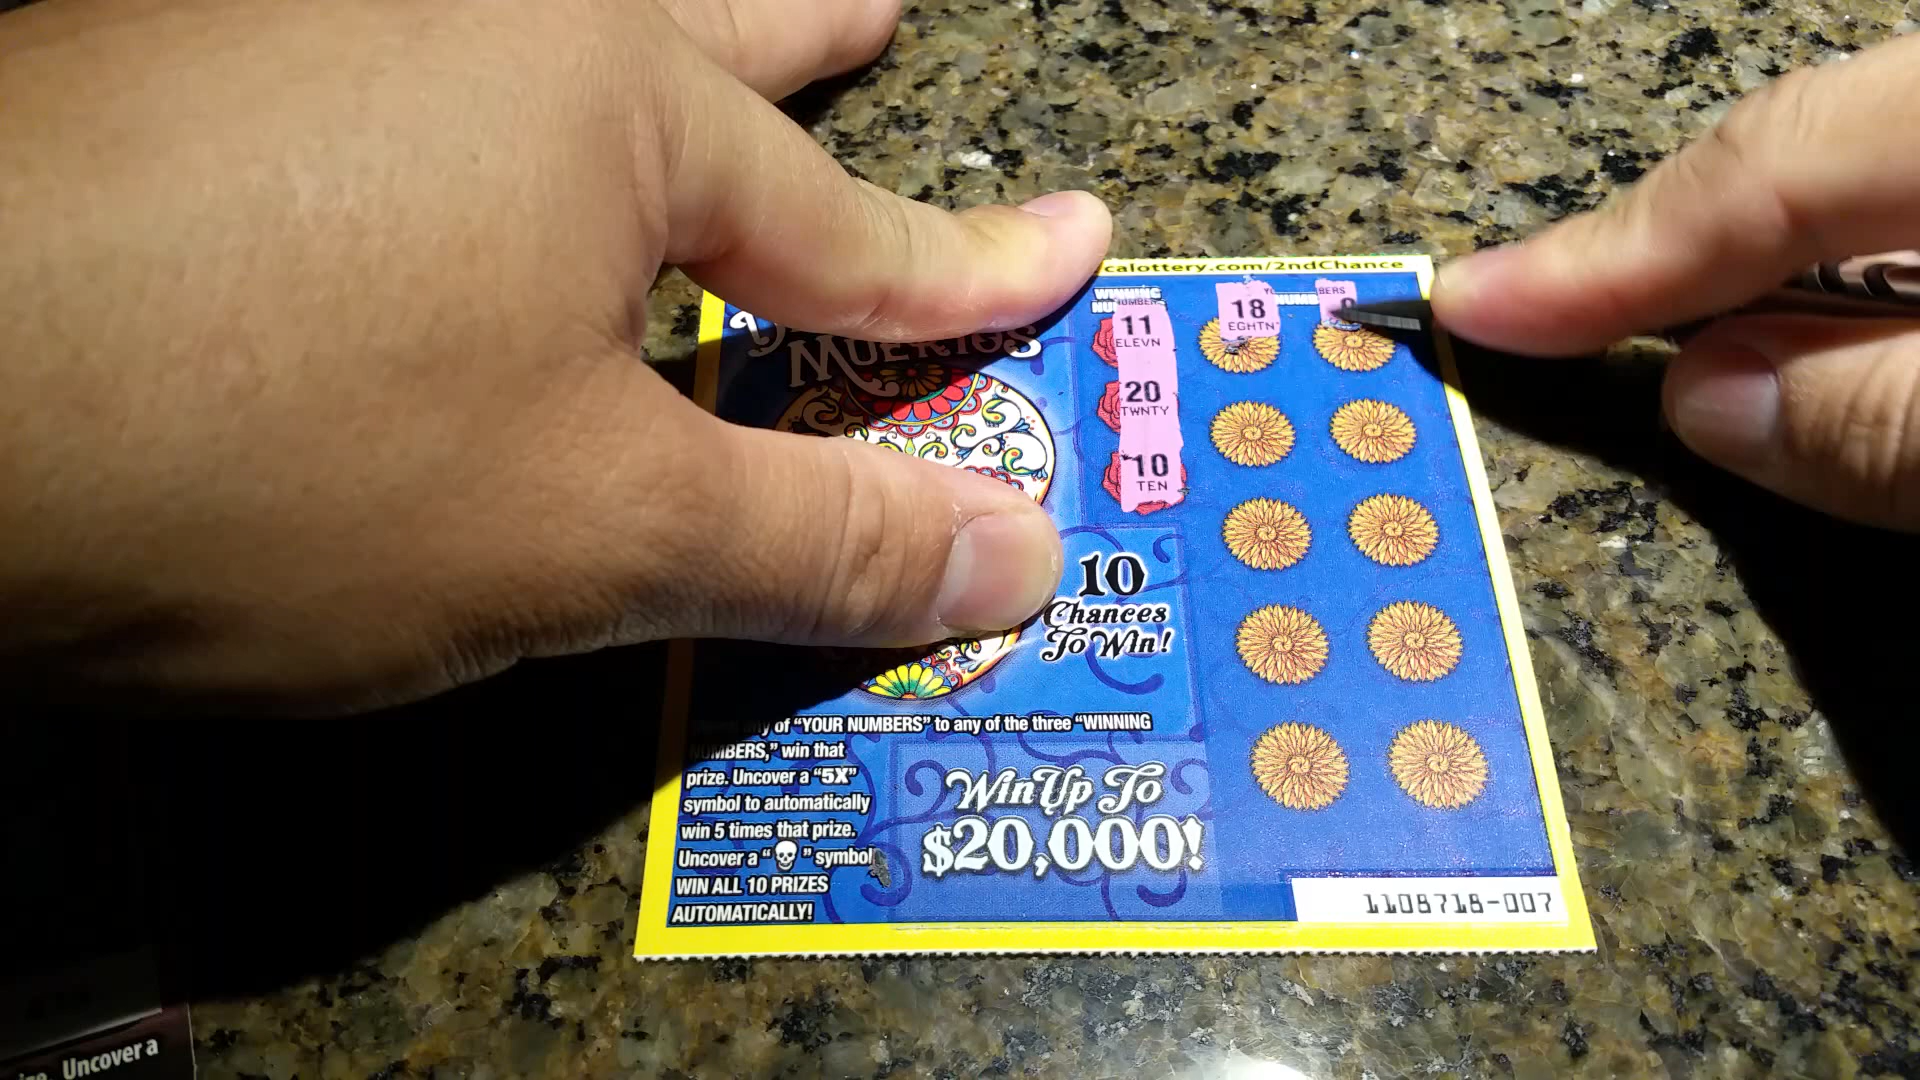 calottery.com/2ndChance
MUERTOS
WINNING
11
ELEVN
20
TWNTY
10
TEN
18
EGHTN
10
Chances
To Win!
any of “YOUR NUMBERS” to any of the three “WINNING
NUMBERS,” win that
prize. Uncover a “5X”
symbol to automatically
win 5 times that prize.
Uncover a “ ” symbol
WIN ALL 10 PRIZES
AUTOMATICALLY!
Win Up To
$20,000!
1108718-007
Uncover a